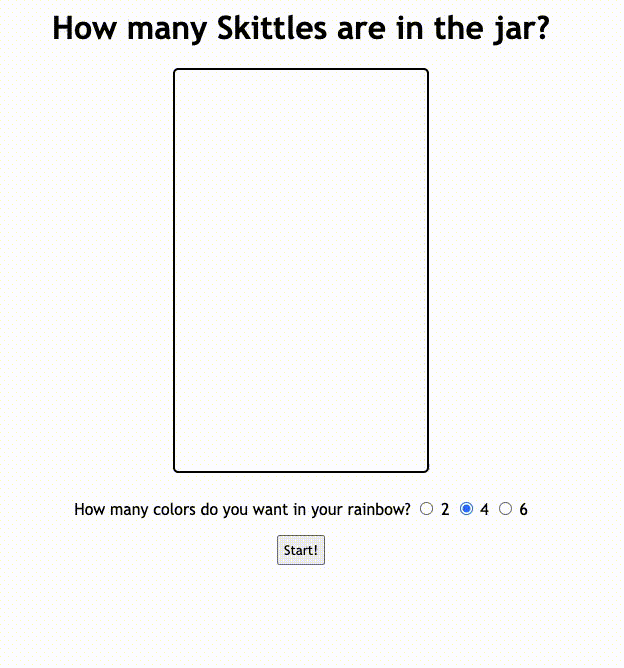 How many Skittles are in the jar?
How many colors do you want in your rainbow? 2 4 6
Start!